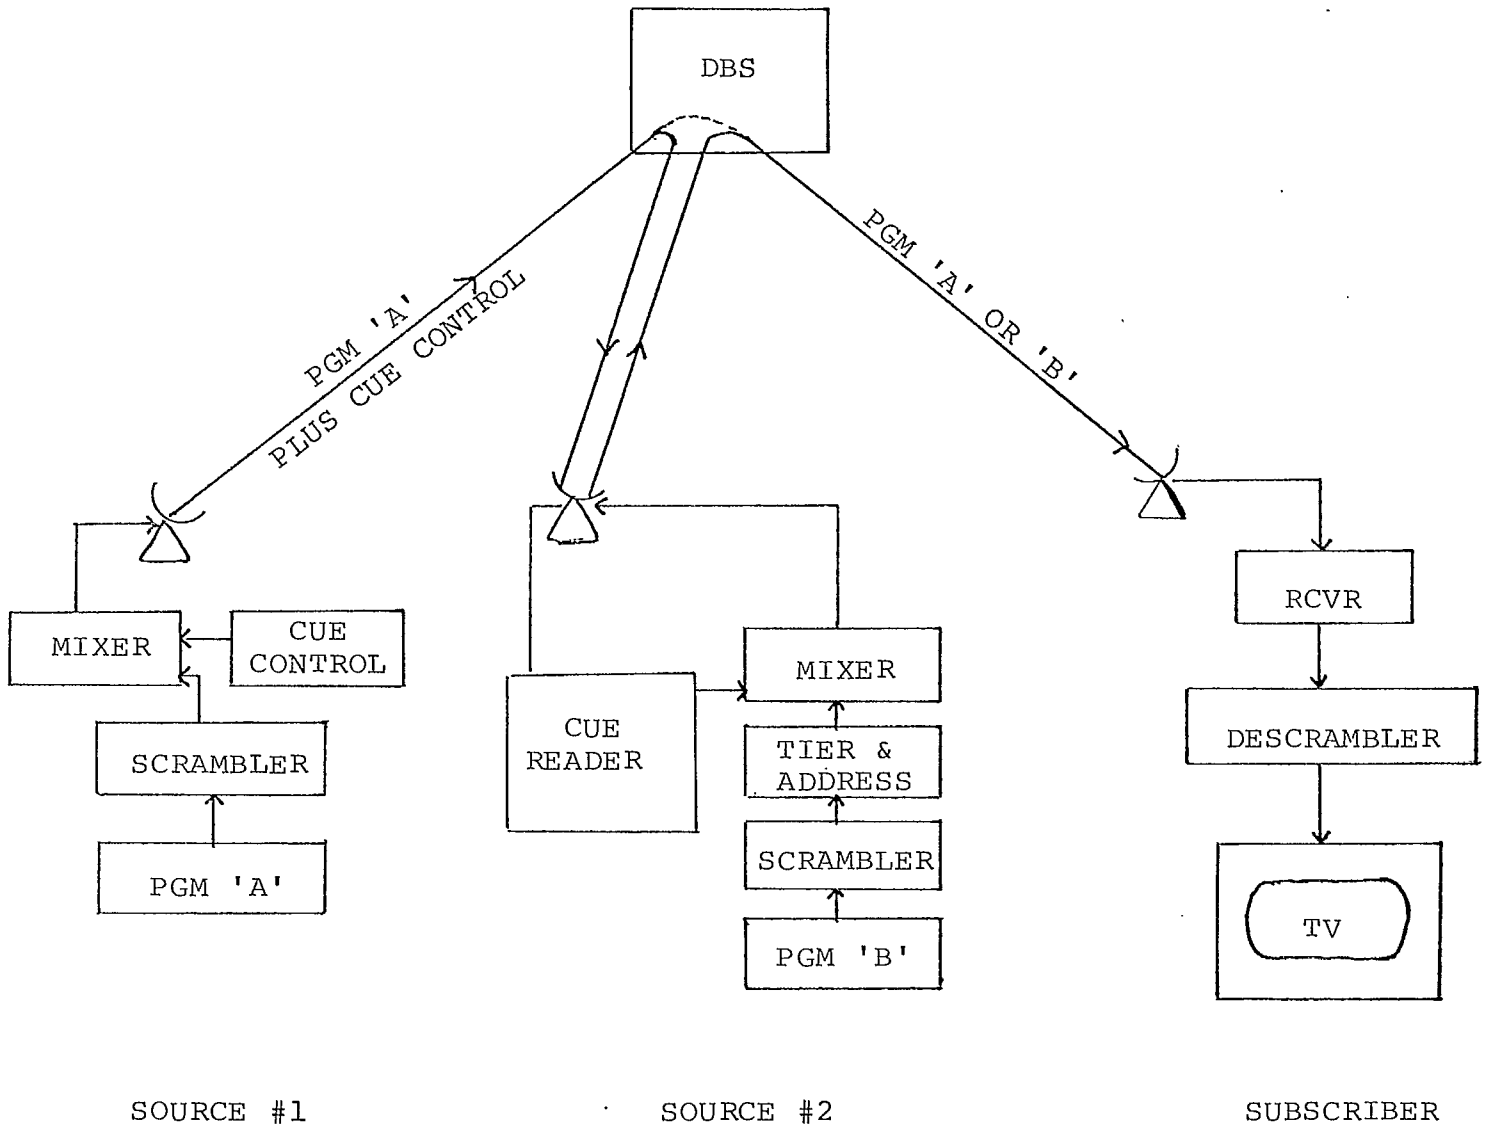 DBS
PGM 'A'
PLUS CUE CONTROL
PGM 'A' OR 'B'
MIXER
CUE
CONTROL
SCRAMBLER
PGM 'A'
CUE
READER
MIXER
TIER &
ADDRESS
SCRAMBLER
PGM 'B'
RCVR
DESCRAMBLER
TV
SOURCE #1
SOURCE #2
SUBSCRIBER